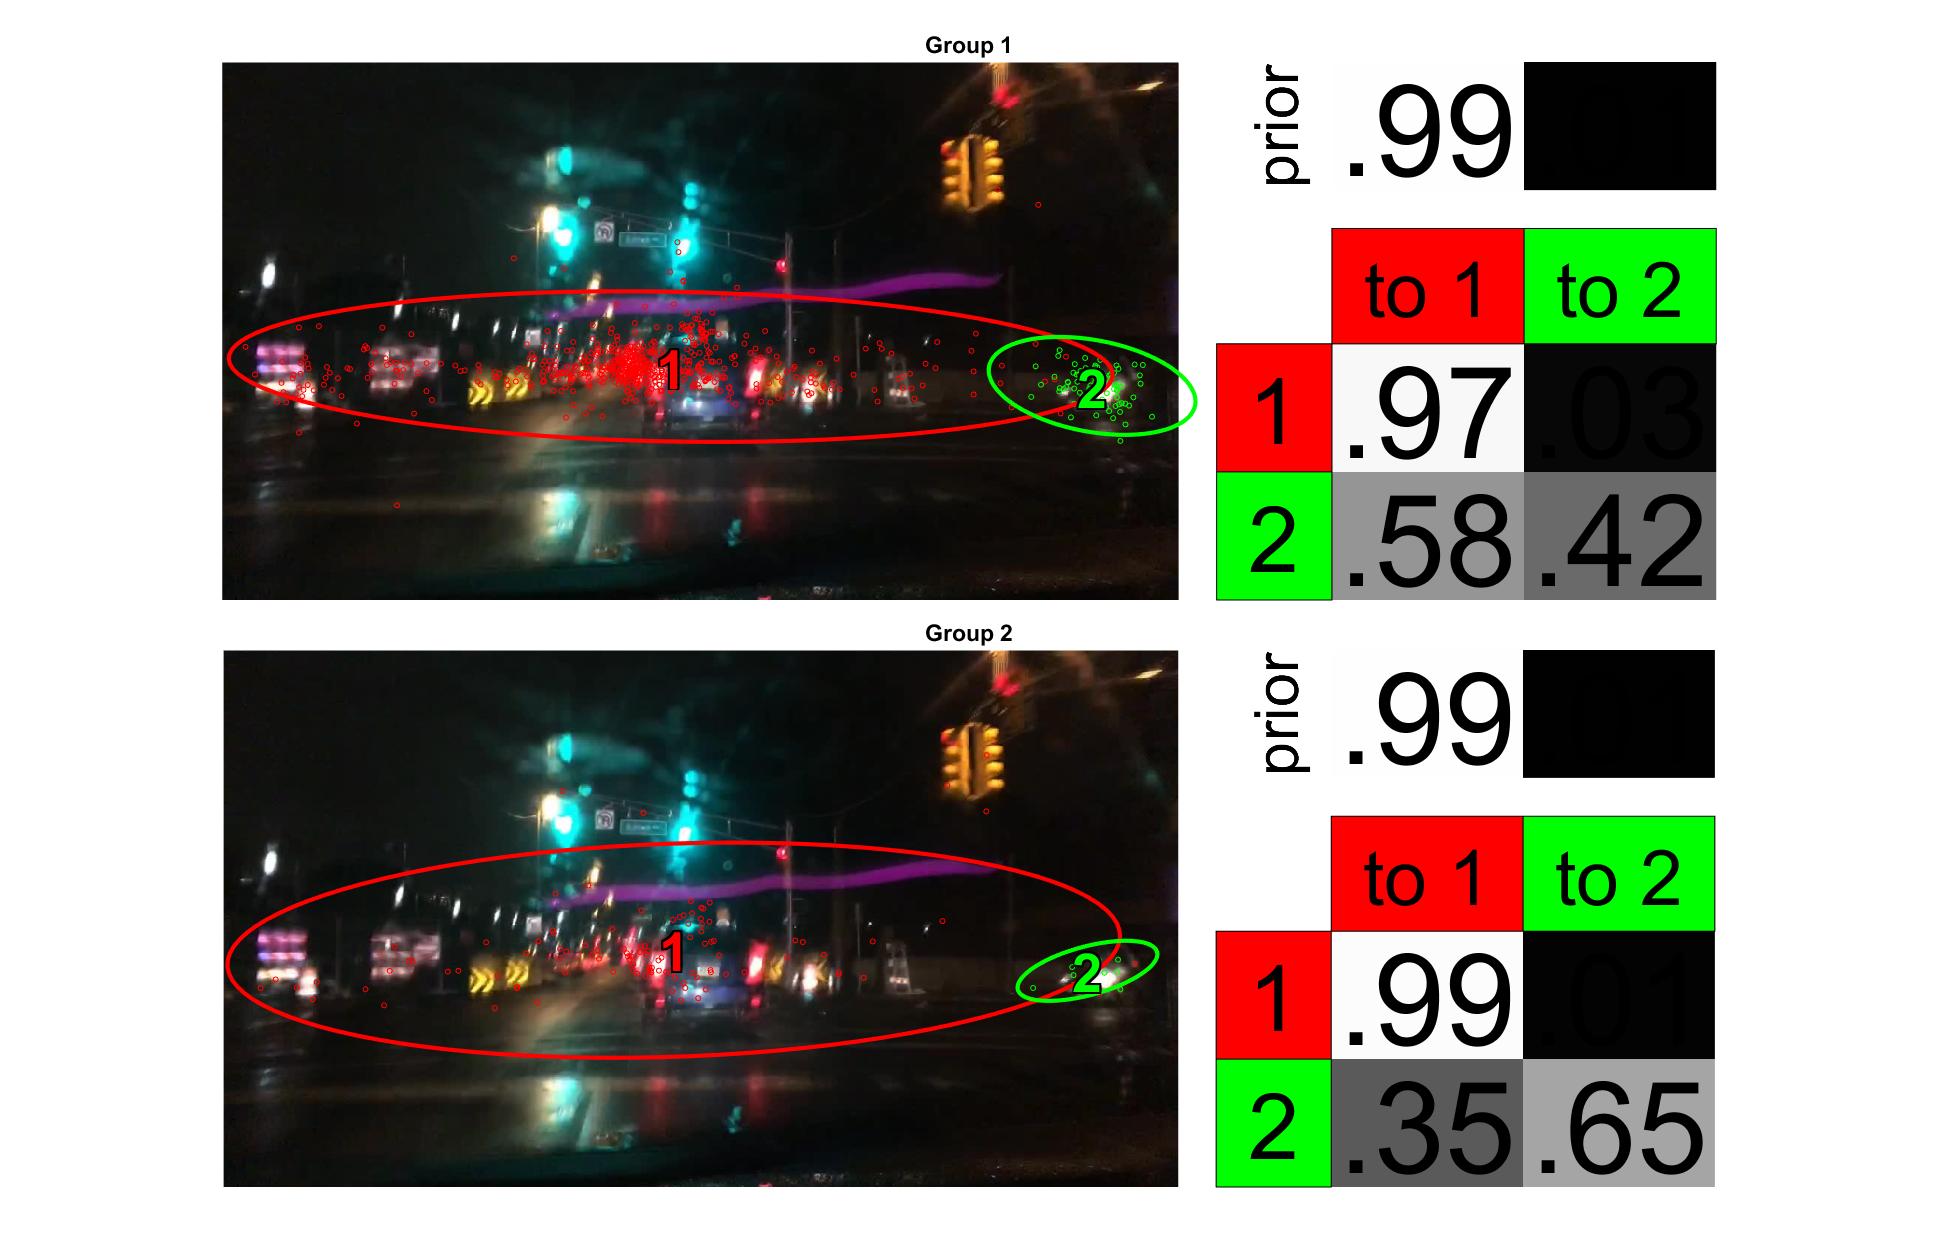 Group 1
prior .99
to 1 to 2
1 .97 .03
2 .58 .42
1
2
Group 2
prior .99
to 1 to 2
1 .99 .01
2 .35 .65
1
2